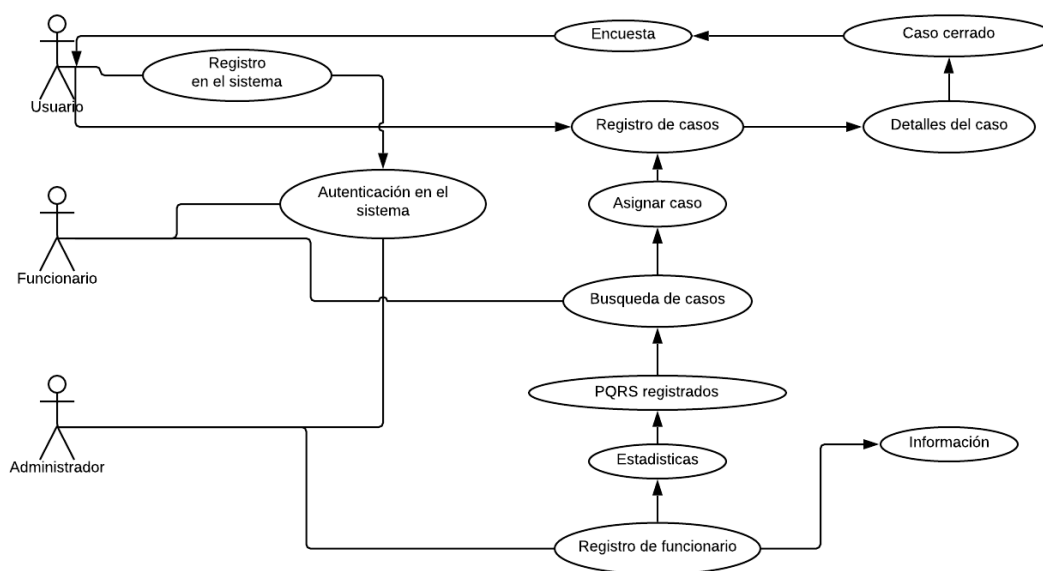 Encuesta
Caso cerrado
Registro
en el sistema
Usuario
Registro de casos
Detalles del caso
Autenticación en el
sistema
Asignar caso
Funcionario
Busqueda de casos
PQRS registrados
Administrador
Estadisticas
Información
Registro de funcionario